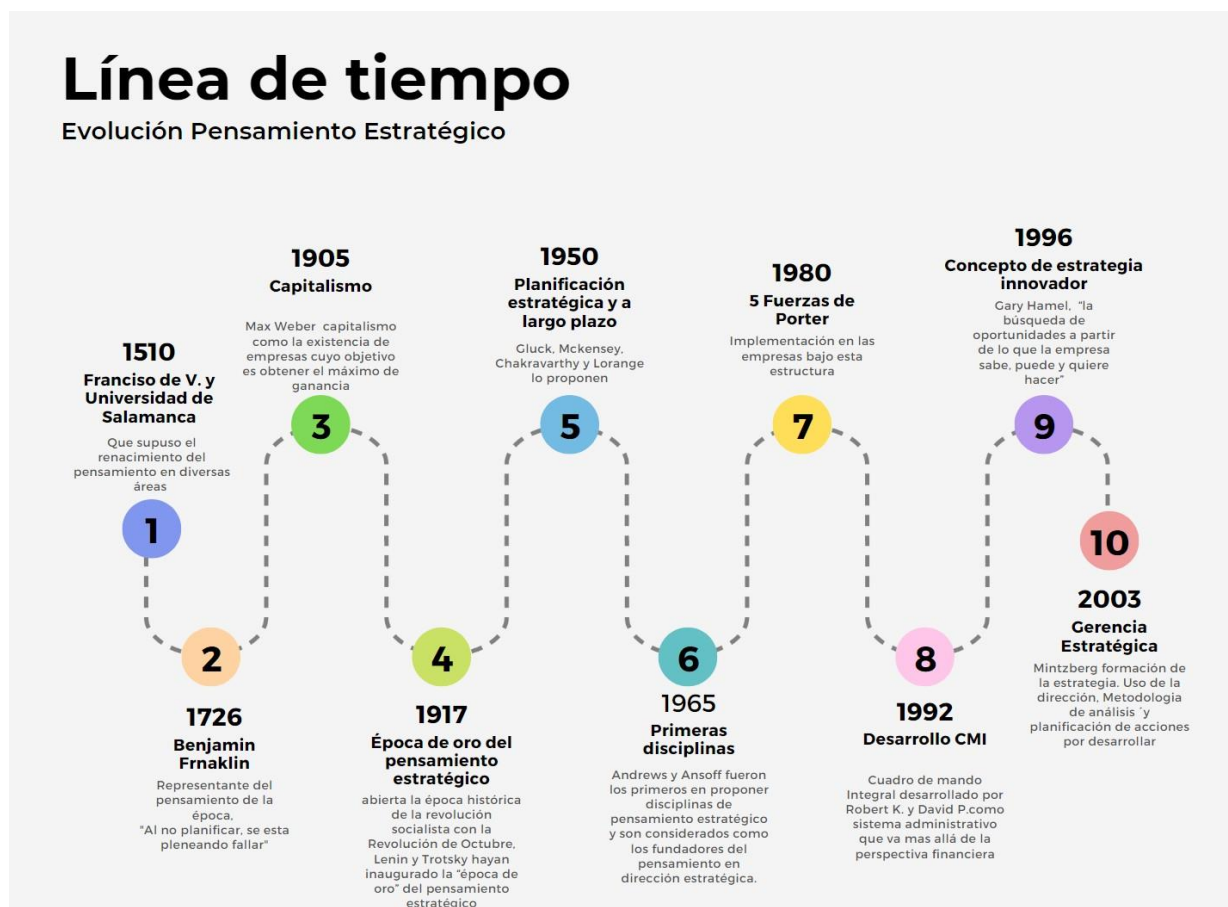 Línea de tiempo
Evolución Pensamiento Estratégico
1510
Franciso de V. y
Universidad de
Salamanca
Que supuso el
renacimiento del
pensamiento en diversas
áreas
1
2
1726
Benjamin
Frnaklin
Representante del
pensamiento de la
época,
"Al no planificar, se esta
pleneando fallar"
1905
Capitalismo
Max Weber capitalismo
como la existencia de
empresas cuyo objetivo
es obtener el máximo de
ganancia
3
4
1917
Época de oro del
pensamiento
estratégico
abierta la época histórica
de la revolución
socialista con la
Revolución de Octubre,
Lenin y Trotsky hayan
inaugurado la “época de
oro” del pensamiento
estratégico
1950
Planificación
estratégica y a
largo plazo
Gluck, Mckensey,
Chakravarthy y Lorange
lo proponen
5
6
1965
Primeras
disciplinas
Andrews y Ansoff fueron
los primeros en proponer
disciplinas de
pensamiento estratégico
y son considerados como
los fundadores del
pensamiento en
dirección estratégica.
1980
5 Fuerzas de
Porter
Implementación en las
empresas bajo esta
estructura
7
8
1992
Desarrollo CMI
Cuadro de mando
Integral desarrollado por
Robert K. y David P.como
sistema administrativo
que va mas allá de la
perspectiva financiera
1996
Concepto de estrategia
innovador
Gary Hamel, “la
búsqueda de
oportunidades a partir
de lo que la empresa
sabe, puede y quiere
hacer”
9
10
2003
Gerencia
Estratégica
Mintzberg formación de
la estrategia. Uso de la
dirección, Metodologia
de análisis ´y
planificación de acciones
por desarrollar